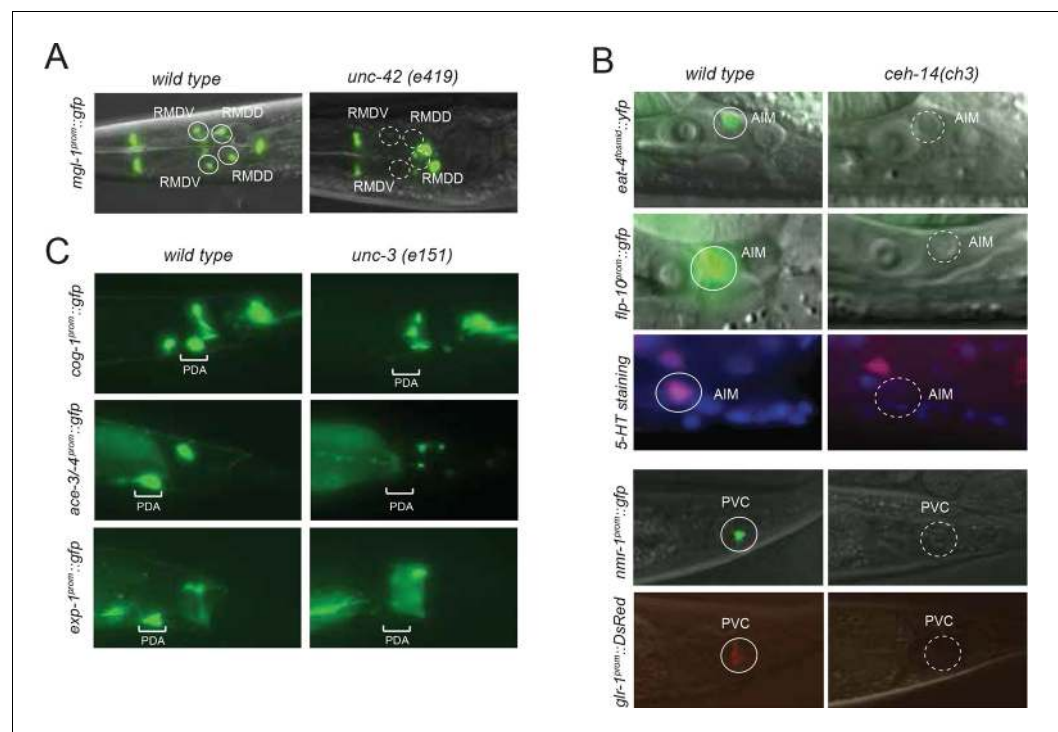 A
wild type
unc-42 (e419)
mgl-1prom::gfp
RMDV
RMDD
RMDV
RMDD
RMDV
RMDD
RMDV
RMDD
B
wild type
ceh-14(ch3)
eat-4fosmid::yfp
AIM
AIM
flp-10prom::gfp
AIM
AIM
5-HT staining
AIM
AIM
nmr-1prom::gfp
PVC
PVC
glr-1prom::DsRed
PVC
PVC
C
wild type
unc-3 (e151)
cog-1prom::gfp
PDA
PDA
ace-3/-4prom::gfp
PDA
PDA
exp-1prom::gfp
PDA
PDA